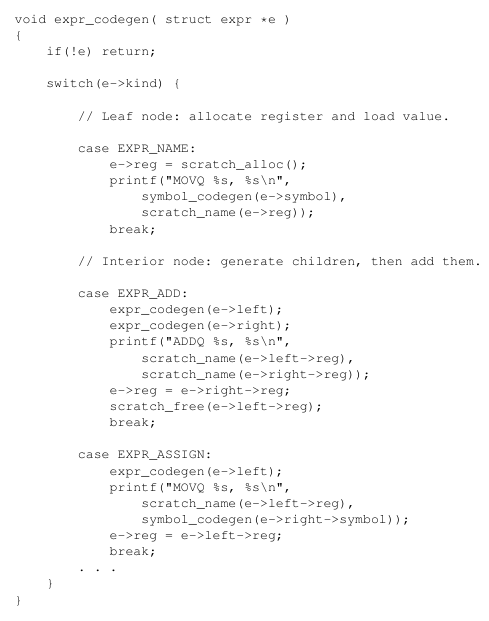 void expr_codegen( struct expr *e )
{
    if(!e) return;

    switch(e->kind) {

        // Leaf node: allocate register and load value.

        case EXPR_NAME:
            e->reg = scratch_alloc();
            printf("MOVQ %s, %s\n",
                symbol_codegen(e->symbol),
                scratch_name(e->reg));
            break;

        // Interior node: generate children, then add them.

        case EXPR_ADD:
            expr_codegen(e->left);
            expr_codegen(e->right);
            printf("ADDQ %s, %s\n",
                scratch_name(e->left->reg),
                scratch_name(e->right->reg));
            e->reg = e->right->reg;
            scratch_free(e->left->reg);
            break;

        case EXPR_ASSIGN:
            expr_codegen(e->left);
            printf("MOVQ %s, %s\n",
                scratch_name(e->left->reg),
                symbol_codegen(e->right->symbol));
            e->reg = e->left->reg;
            break;
        . . .
    }
}